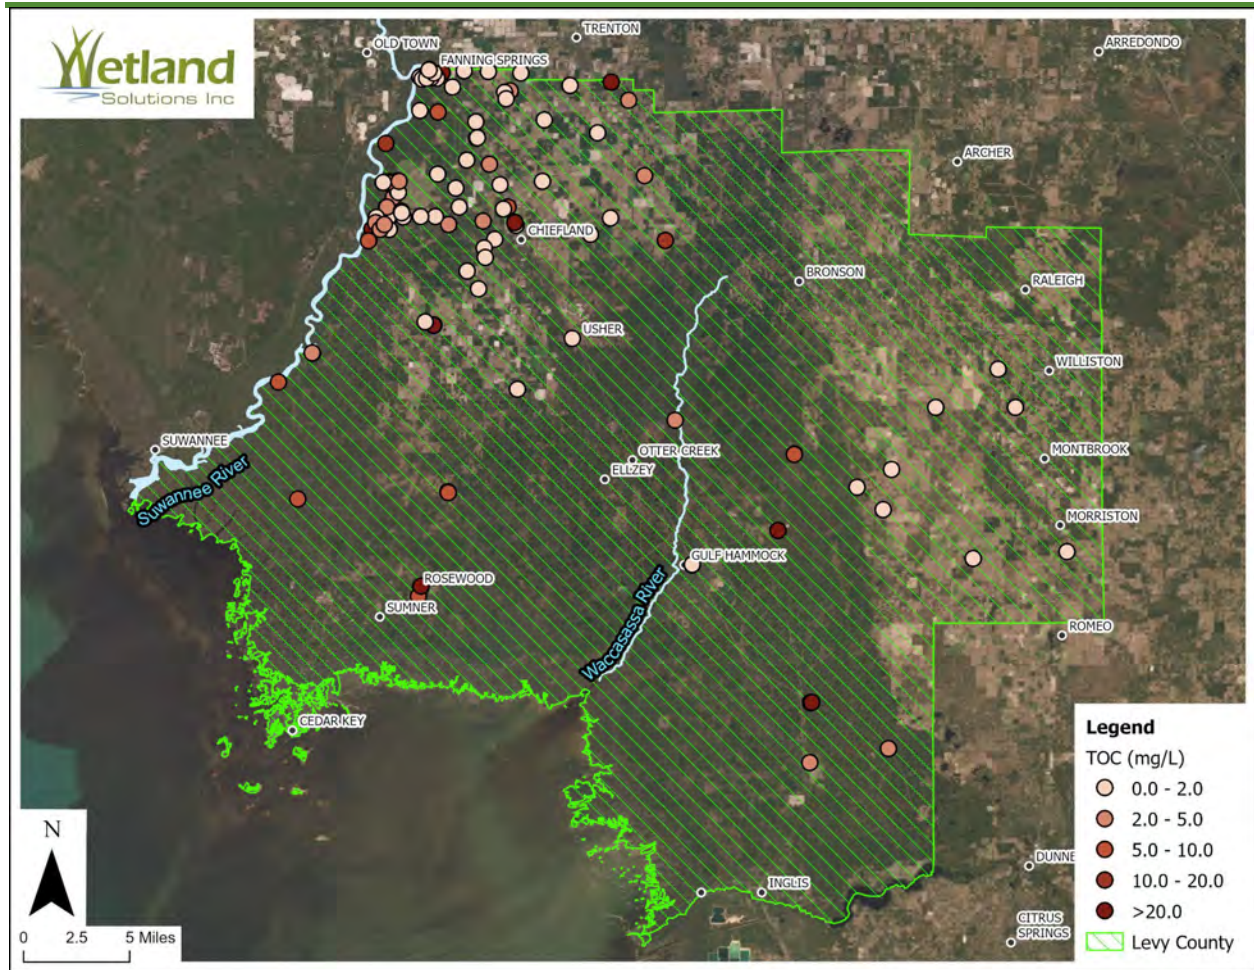 Wetland
Solutions Inc
TRENTON
OLD TOWN
ARREDONDO
FANNING SPRINGS
ARCHER
CHIEFLAND
BRONSON
RALEIGH
USHER
WILLISTON
SUWANNEE
OTTER CREEK
MONTBROOK
ELLZEY
Suwannee River
MORRISTON
GULF HAMMOCK
ROSEWOOD
SUMNER
Waccasassa River
ROMEO
CEDAR KEY
INGLIS
DUNNE
CITRUS
SPRINGS
Legend
TOC (mg/L)
0.0 - 2.0
2.0 - 5.0
5.0 - 10.0
10.0 - 20.0
>20.0
Levy County
N
0 2.5 5 Miles